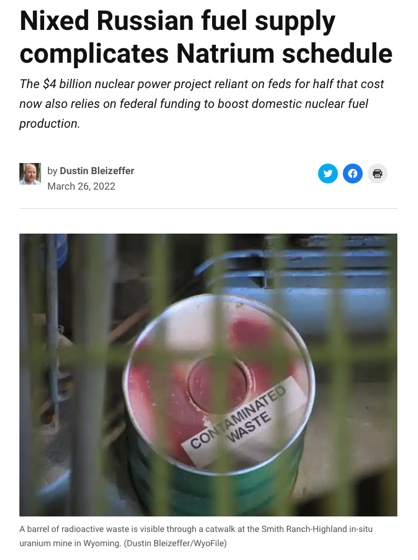 Nixed Russian fuel supply
complicates Natrium schedule
The $4 billion nuclear power project reliant on feds for half that cost
now also relies on federal funding to boost domestic nuclear fuel
production.
by Dustin Bleizeffer
March 26, 2022
CONTAMINATED
WASTE
A barrel of radioactive waste is visible through a catwalk at the Smith Ranch-Highland in-situ
uranium mine in Wyoming. (Dustin Bleizeffer/WyoFile)